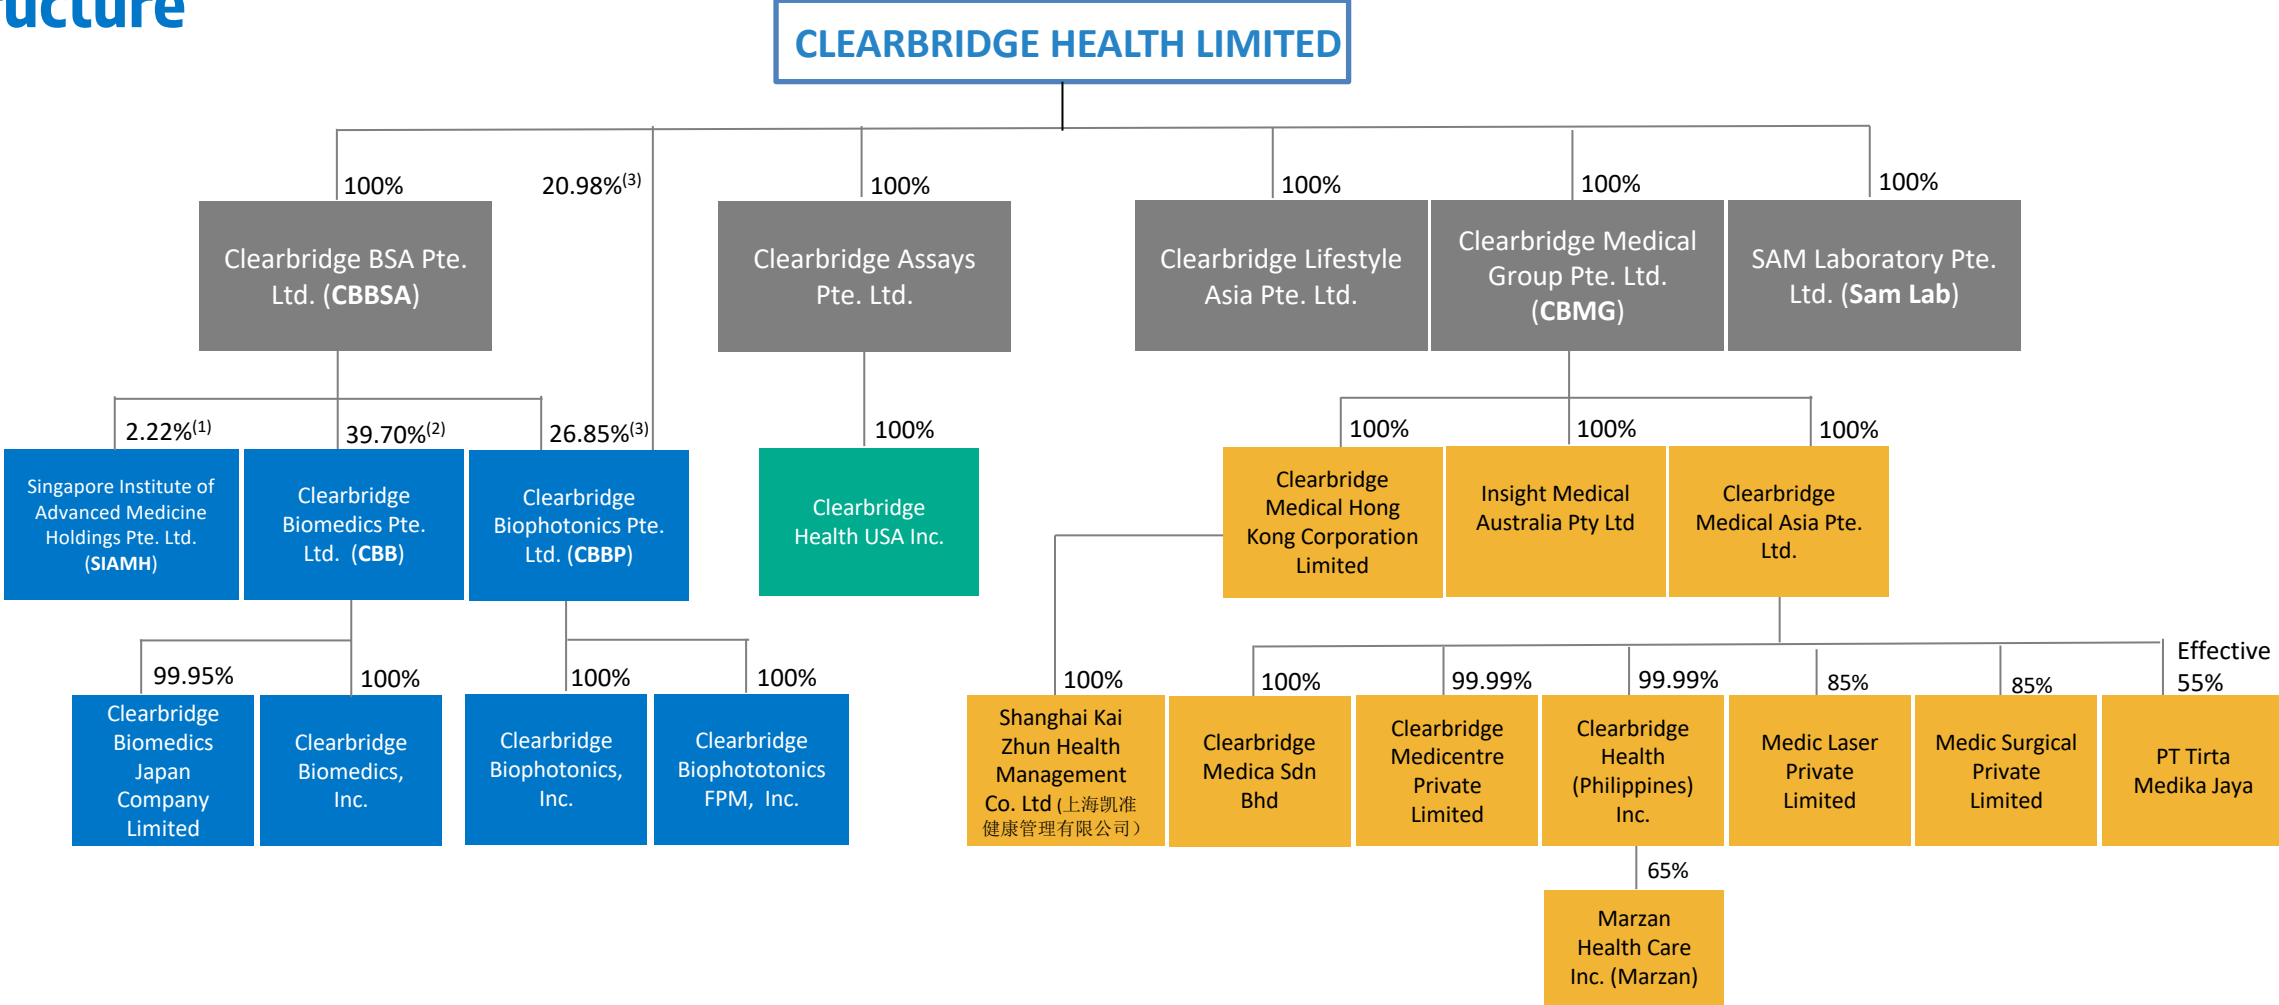 ructure
CLEARBRIDGE HEALTH LIMITED
100%
20.98%(3)
100%
100%
100%
100%
Clearbridge BSA Pte.
Ltd. (CBBSA)
Clearbridge Assays
Pte. Ltd.
Clearbridge Lifestyle
Asia Pte. Ltd.
Clearbridge Medical
Group Pte. Ltd.
(CBMG)
SAM Laboratory Pte.
Ltd. (Sam Lab)
2.22%(1)
39.70%(2)
26.85%(3)
100%
100%
100%
100%
Singapore Institute of
Advanced Medicine
Holdings Pte. Ltd.
(SIAMH)
Clearbridge
Biomedics Pte.
Ltd. (CBB)
Clearbridge
Biophotonics Pte.
Ltd. (CBBP)
Clearbridge
Health USA Inc.
Clearbridge
Medical Hong
Kong Corporation
Limited
Insight Medical
Australia Pty Ltd
Clearbridge
Medical Asia Pte.
Ltd.
99.95%
100%
100%
100%
100%
100%
99.99%
99.99%
85%
85%
Effective
55%
Clearbridge
Biomedics
Japan
Company
Limited
Clearbridge
Biomedics,
Inc.
Clearbridge
Biophotonics,
Inc.
Clearbridge
Biophototonics
FPM, Inc.
Shanghai Kai
Zhun Health
Management
Co. Ltd (上海凯准
健康管理有限公司）
Clearbridge
Medica Sdn
Bhd
Clearbridge
Medicentre
Private
Limited
Clearbridge
Health
(Philippines)
Inc.
Medic Laser
Private
Limited
Medic Surgical
Private
Limited
PT Tirta
Medika Jaya
65%
Marzan
Health Care
Inc. (Marzan)